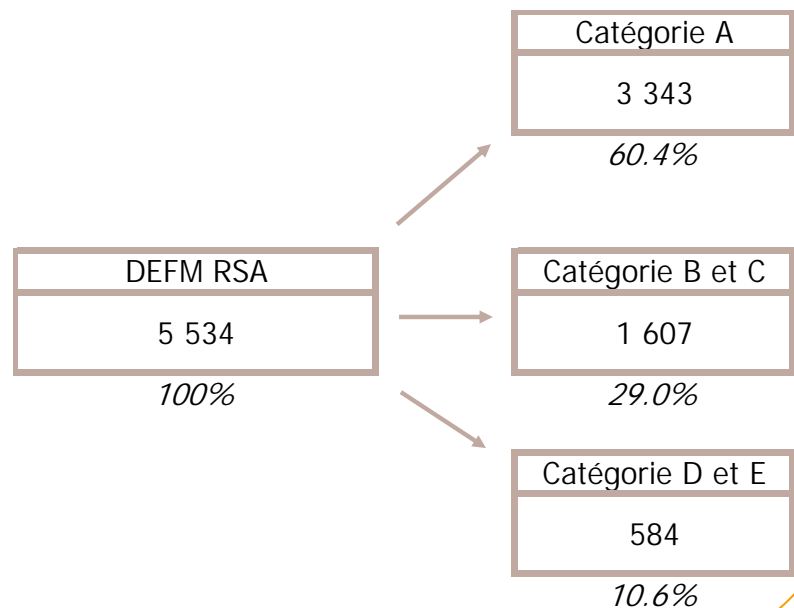 Catégorie A
3 343
60.4%
DEFM RSA
5 534
100%
Catégorie B et C
1 607
29.0%
Catégorie D et E
584
10.6%